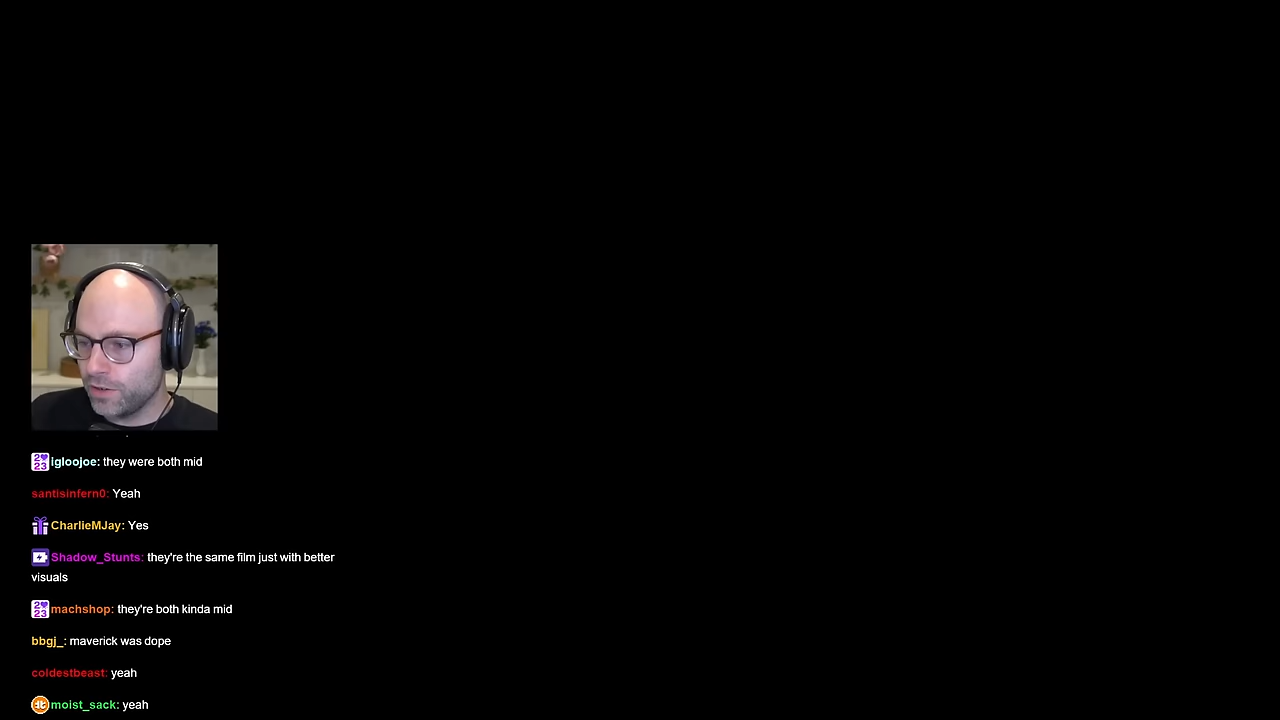 igloojoe: they were both mid
santisinfern0: Yeah
CharlieMJay: Yes
Shadow_Stunts: they're the same film just with better
visuals
machshop: they're both kinda mid
bbgj_: maverick was dope
coldestbeast: yeah
moist_sack: yeah